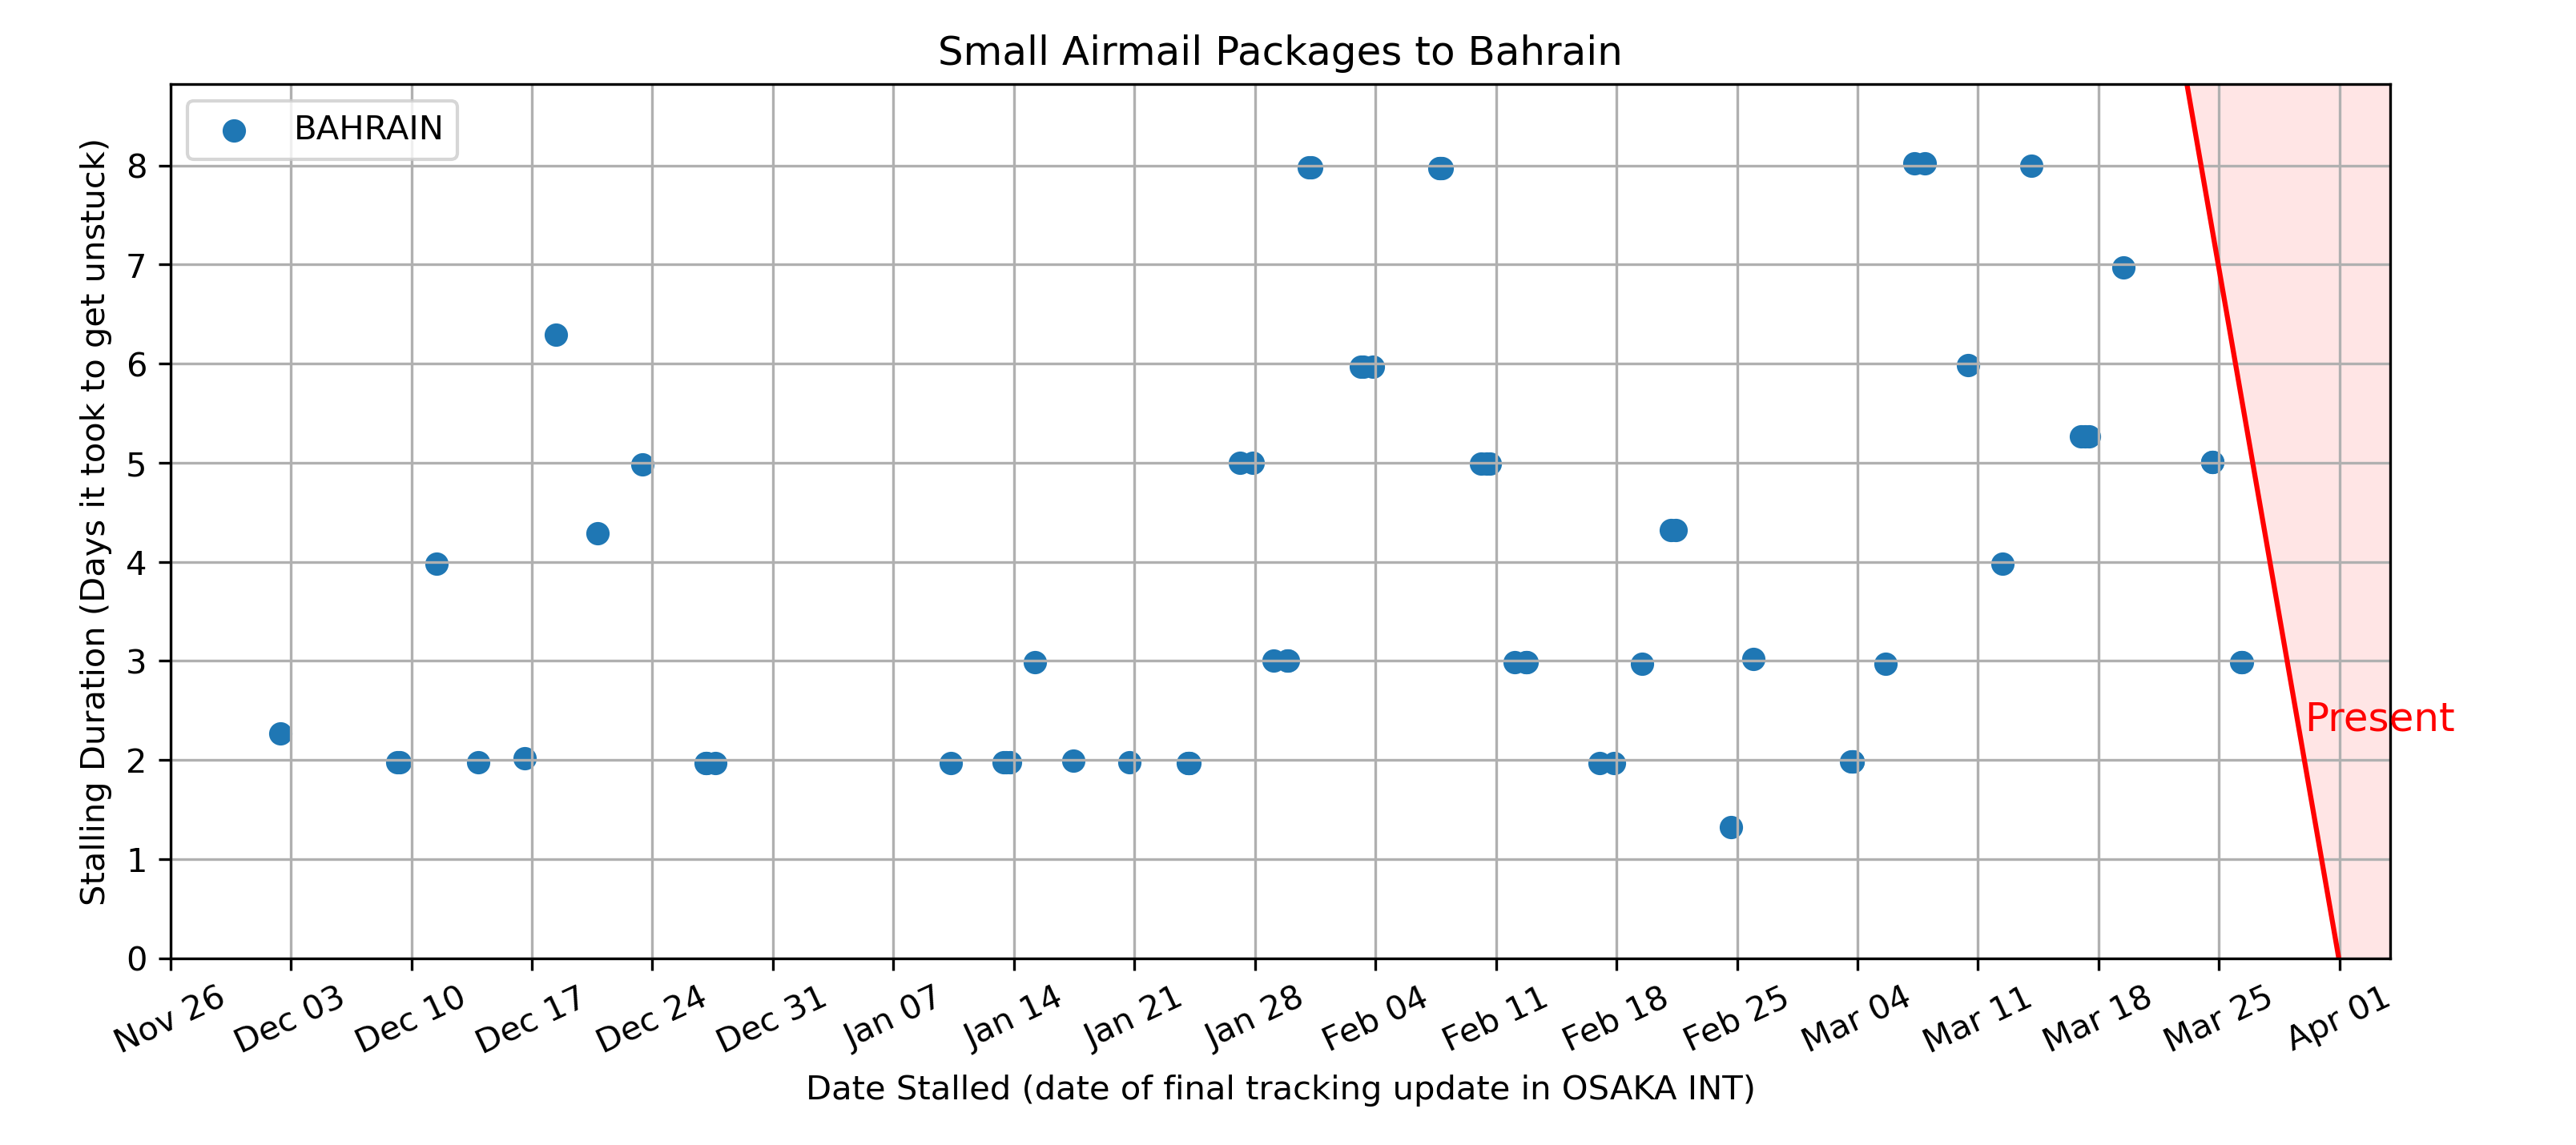 Small Airmail Packages to Bahrain
BAHRAIN
Stalling Duration (Days it took to get unstuck)
8
7
6
5
4
3
2
1
0
Present
Nov 26 Dec 03 Dec 10 Dec 17 Dec 24 Dec 31 Jan 07 Jan 14 Jan 21 Jan 28 Feb 04 Feb 11 Feb 18 Feb 25 Mar 04 Mar 11 Mar 18 Mar 25 Apr 01
Date Stalled (date of final tracking update in OSAKA INT)